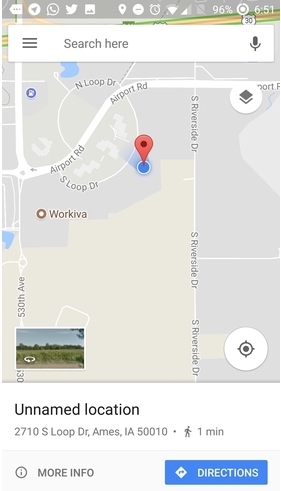 96% 6:51
30
Search here
N Loop Dr
Airport Rd
S Riverside Dr
Airport Rd
S Loop Dr
Workiva
S Riverside Dr
530th Ave
S Riverside Dr
Unnamed location
2710 S Loop Dr, Ames, IA 50010 • 1 min
MORE INFO
DIRECTIONS